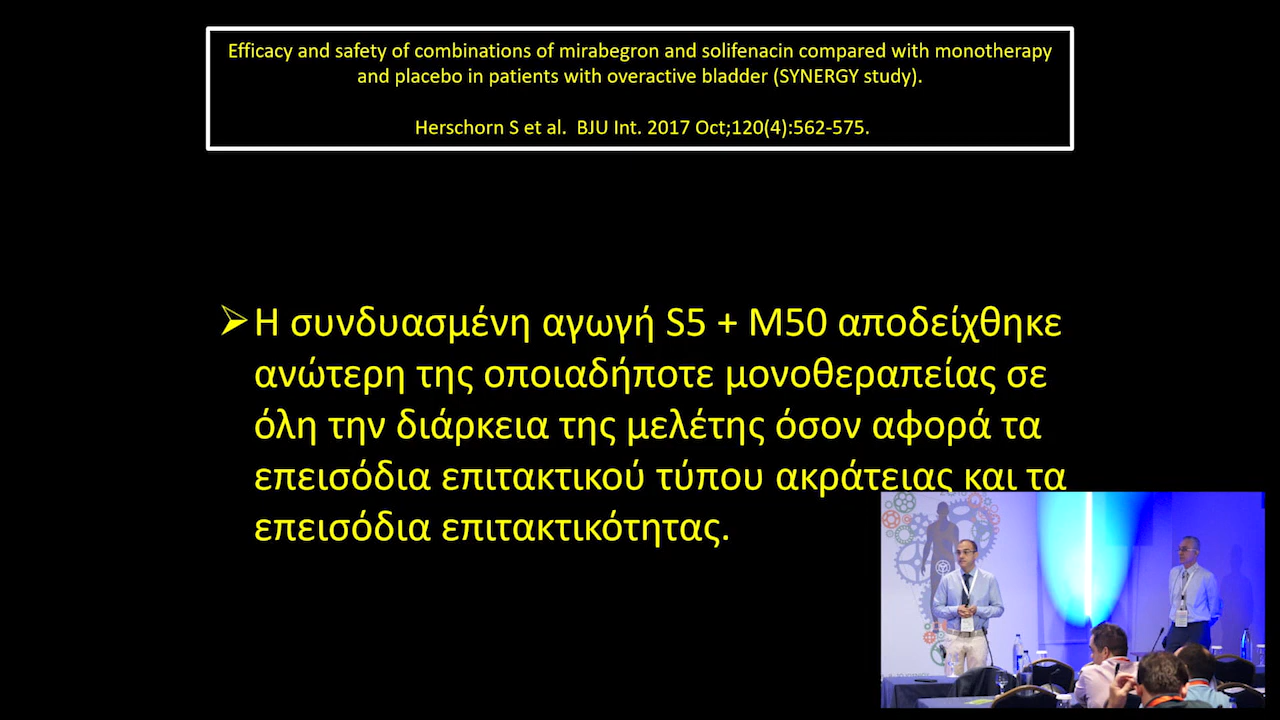 Efficacy and safety of combinations of mirabegron and solifenacin compared with monotherapy
and placebo in patients with overactive bladder (SYNERGY study).
Herschorn S et al. BJU Int. 2017 Oct;120(4):562-575.
➢Η συνδυασμένη αγωγή S5 + M50 αποδείχθηκε
ανώτερη της οποιαδήποτε μονοθεραπείας σε
όλη την διάρκεια της μελέτης όσον αφορά τα
επεισόδια επιτακτικού τύπου ακράτειας και τα
επεισόδια επιτακτικότητας.